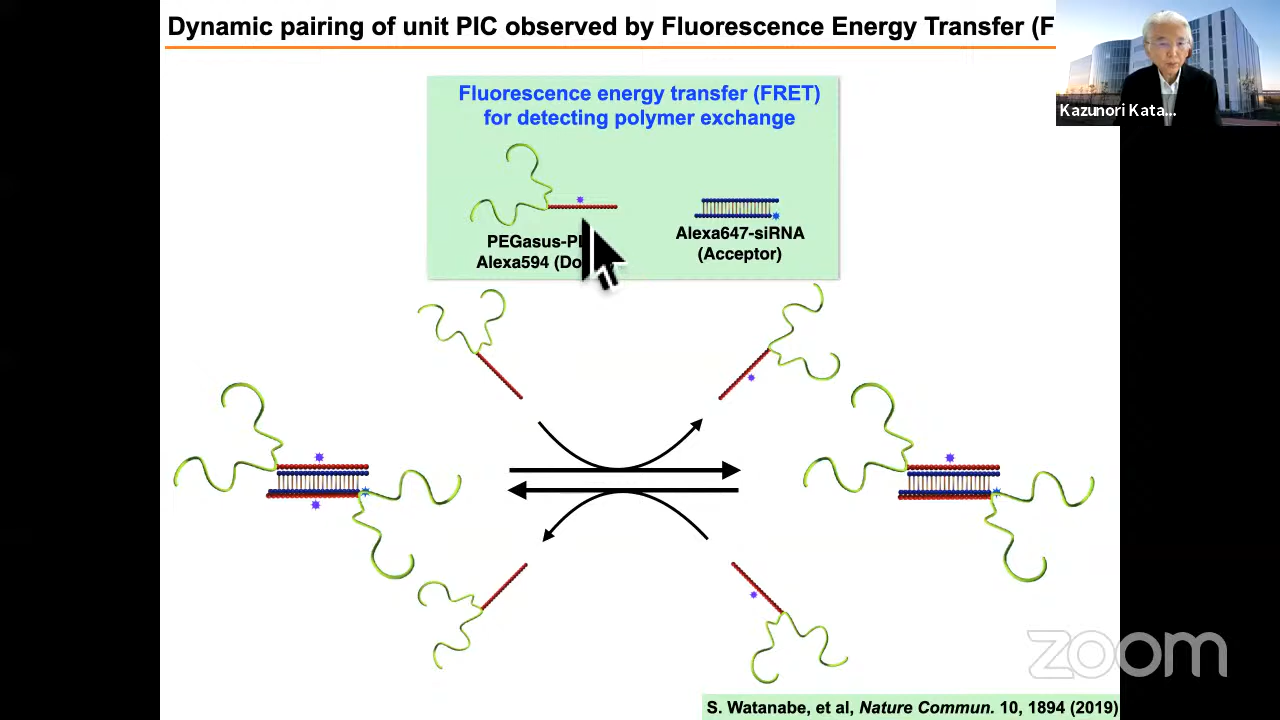 Dynamic pairing of unit PIC observed by Fluorescence Energy Transfer (F
Kazunori Kata...
Fluorescence energy transfer (FRET)
for detecting polymer exchange
PEGasus-PL
Alexa594 (Do
Alexa647-siRNA
(Acceptor)
zoom
S. Watanabe, et al, Nature Commun. 10, 1894 (2019)